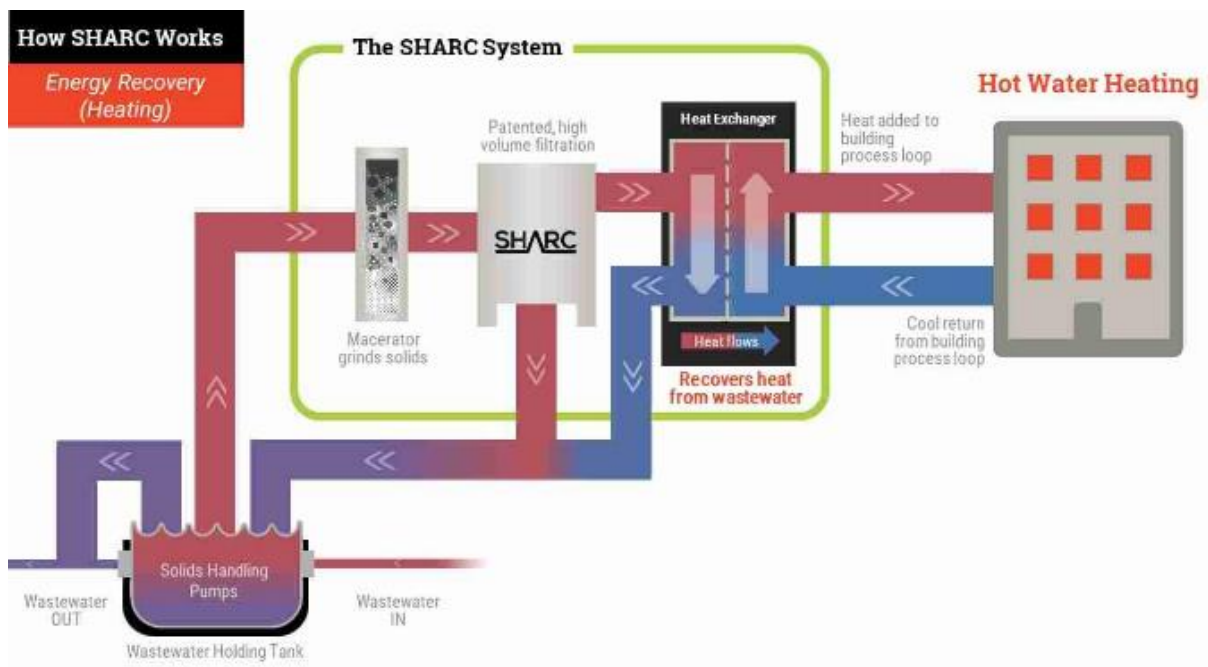 How SHARC Works
Energy Recovery
(Heating)
The SHARC System
Hot Water Heating
Patented, high
volume filtration
Heat Exchanger
Heat added to
building
process loop
SHARC
Macerator
grinds solids
Heat flows
Recovers heat
from wastewater
Cool return
from building
process loop
Solids Handling
Pumps
Wastewater
OUT
Wastewater
IN
Wastewater Holding Tank